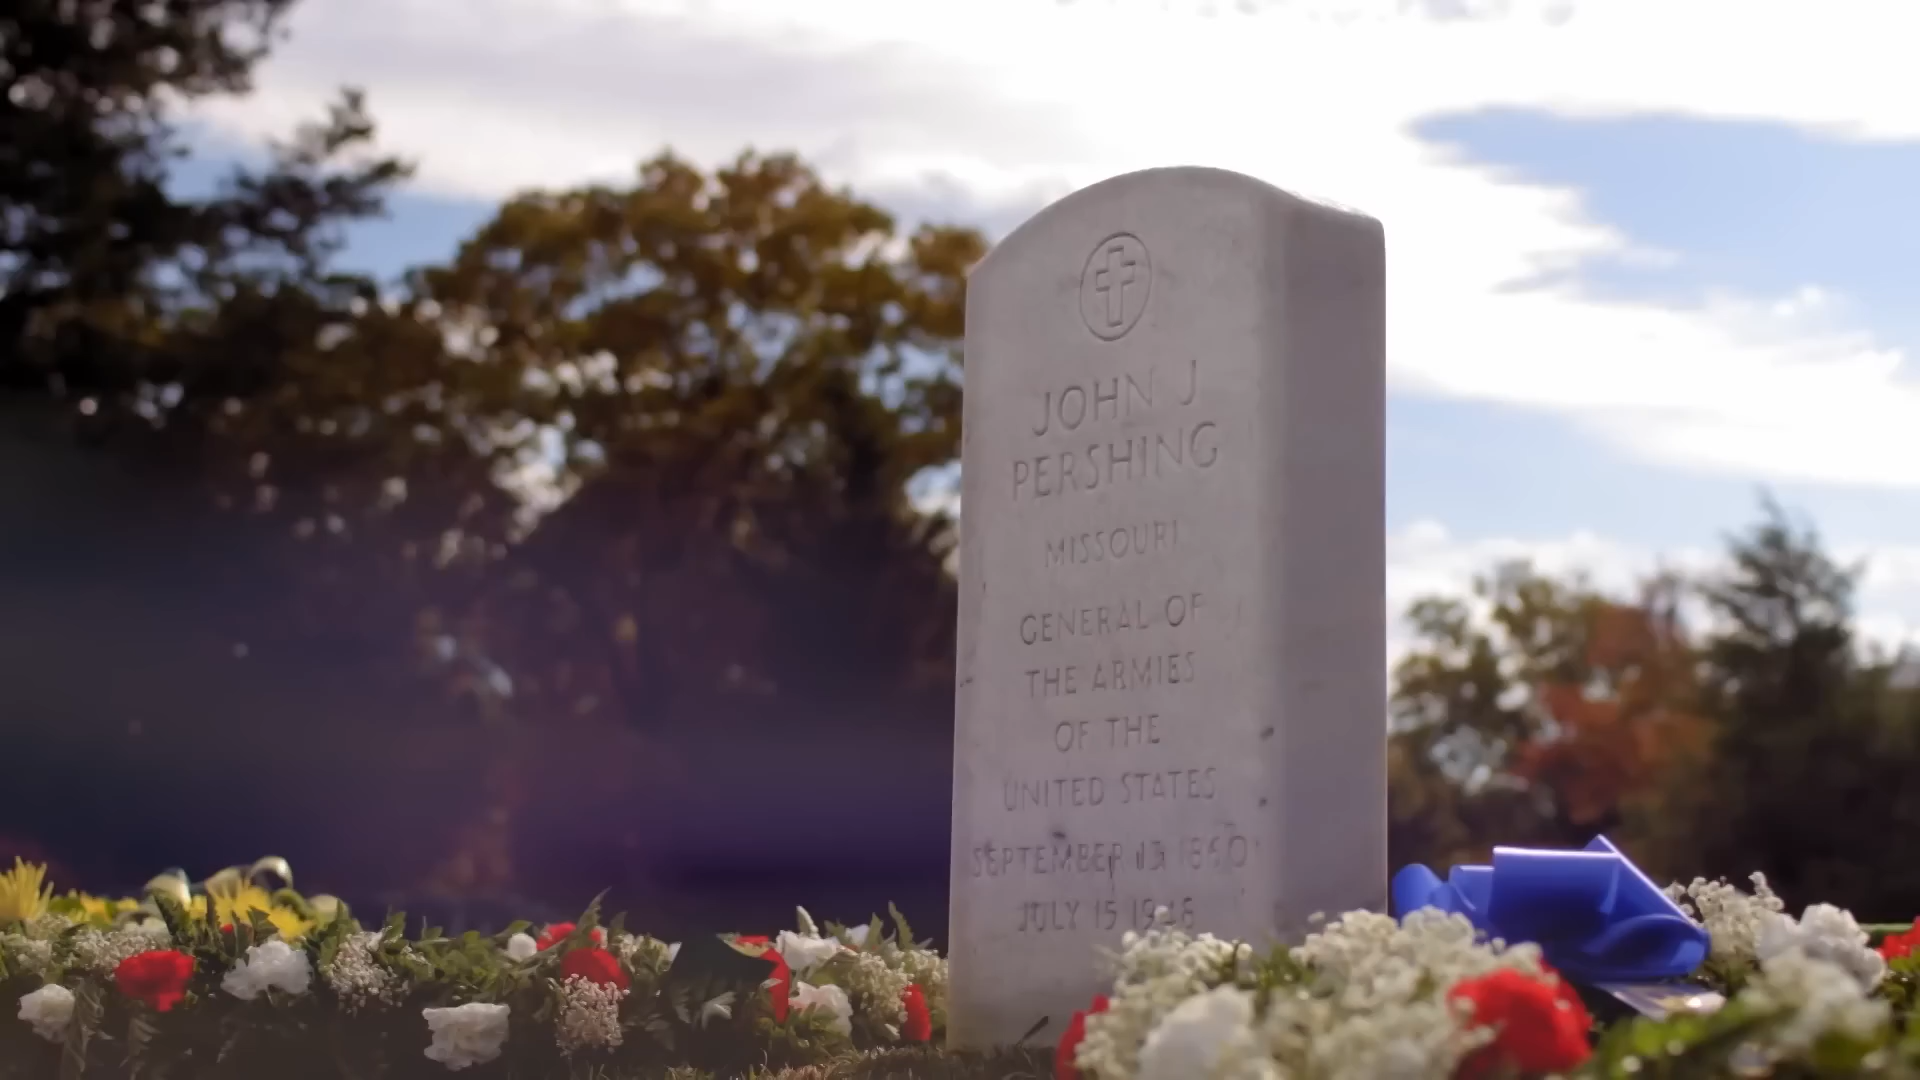 JOHN J
PERSHING
MISSOURI
GENERAL OF
THE ARMIES
OF THE
UNITED STATES
SEPTEMBER 13 1860
JULY 15 1948